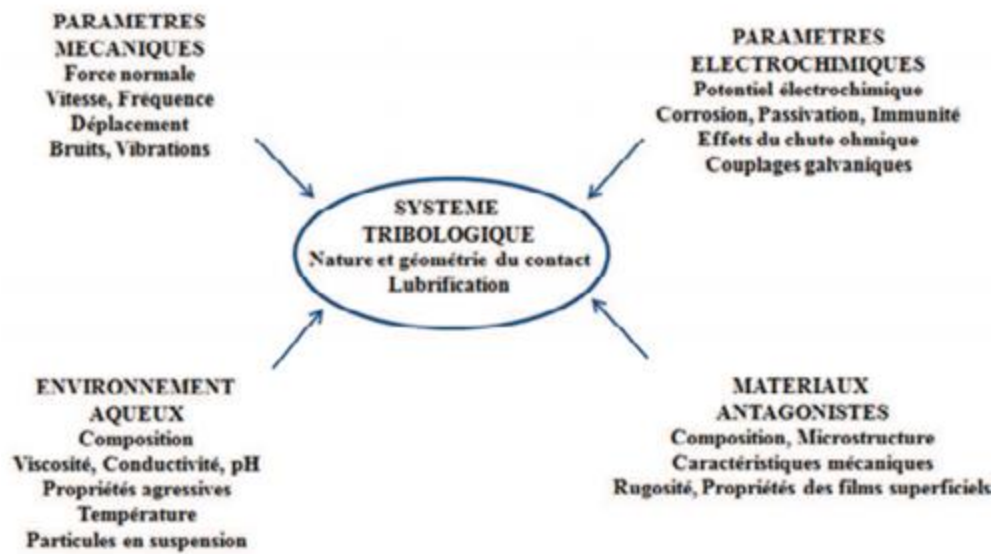 PARAMETRES
MECANIQUES
Force normale
Vitesse, Fréquence
Déplacement
Bruits, Vibrations
PARAMETRES
ELECTROCHIMIQUES
Potentiel électrochimique
Corrosion, Passivation, Immunité
Effets du chute ohmique
Couplages galvaniques
SYSTEME
TRIBOLOGIQUE
Nature et géométrie du contact
Lubrification
ENVIRONNEMENT
AQUEUX
Composition
Viscosité, Conductivité, pH
Propriétés agressives
Température
Particules en suspension
MATERIAUX
ANTAGONISTES
Composition, Microstructure
Caractéristiques mécaniques
Rugosité, Propriétés des films superficiels